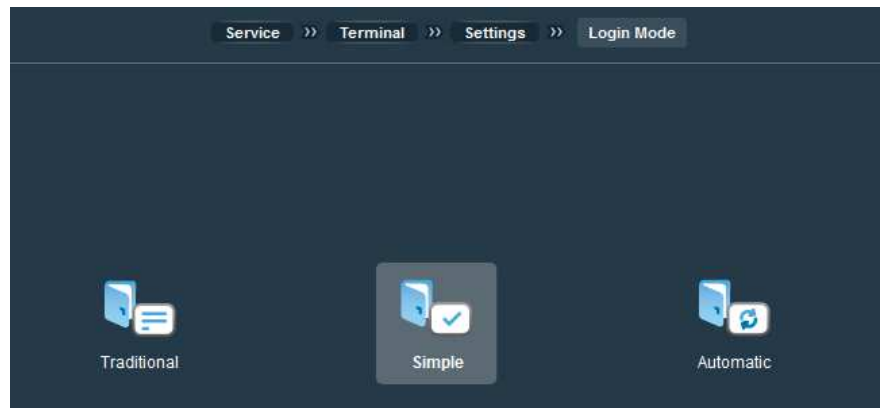 Service >> Terminal >> Settings >> Login Mode
Traditional Simple Automatic